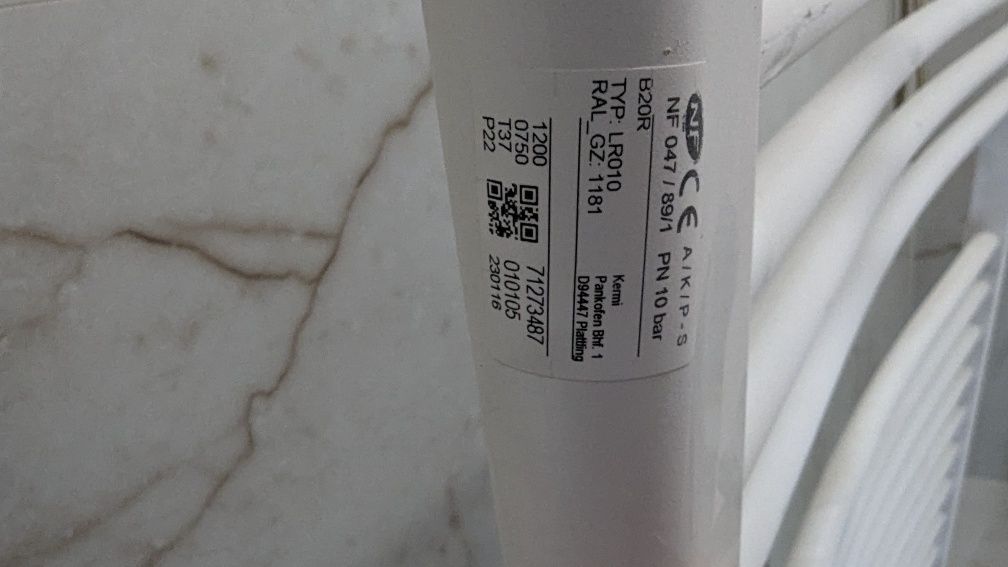 NF CE A / K / P - S
NF 047 / 89/1 PN 10 bar
B20R
TYP: LR010
RAL_GZ: 1181
Kermi
Pankofen Bhf. 1
D94447 Plattling
1200
0750
T37
P22
71273487
010105
230116